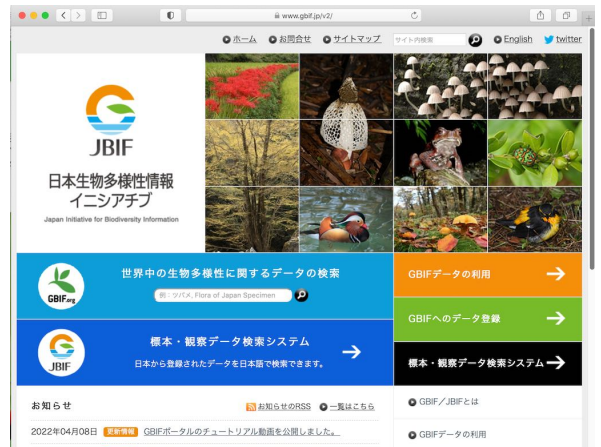 www.gbif.jp/v2/
ホーム お問合せ サイトマップ サイト内検索 English twitter
JBIF
日本生物多様性情報
イニシアチブ
Japan Initiative for Biodiversity Information
GBIF.org
世界中の生物多様性に関するデータの検索
例：ツバメ, Flora of Japan Specimen
JBIF
標本・観察データ検索システム
日本から登録されたデータを日本語で検索できます。
GBIFデータの利用
GBIFへのデータ登録
標本・観察データ検索システム
お知らせ お知らせのRSS 一覧はこちら
2022年04月08日 更新情報 GBIFポータルのチュートリアル動画を公開しました。
GBIF／JBIFとは
GBIFデータの利用